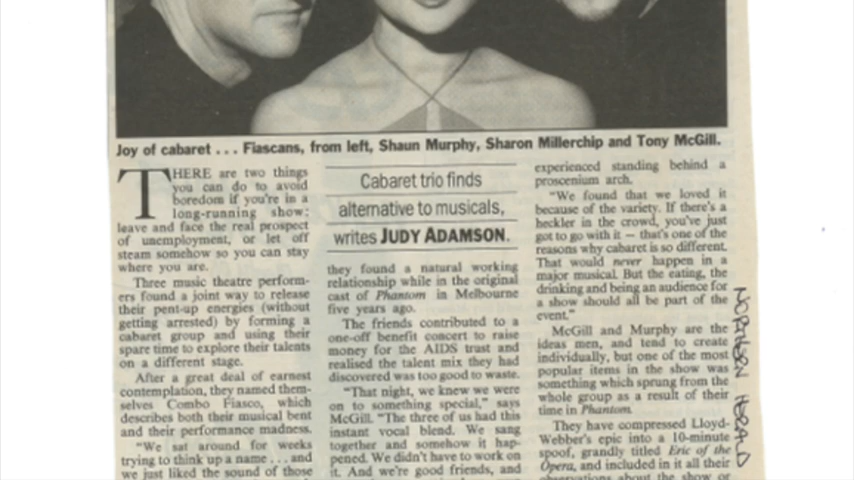 Joy of cabaret . . . Fiascans, from left, Shaun Murphy, Sharon Millerchip and Tony McGill.
THERE are two things
you can do to avoid
boredom if you're in a
long-running show:
leave and face the real prospect
of unemployment, or let off
steam somehow so you can stay
where you are.
Three music theatre perform-
ers found a joint way to release
their pent-up energies (without
getting arrested) by forming a
cabaret group and using their
spare time to explore their talents
on a different stage.
After a great deal of earnest
contemplation, they named them-
selves Combo Fiasco, which
describes both their musical bent
and their performance madness.
"We sat around for weeks
trying to think up a name . . . and
we just liked the sound of those
Cabaret trio finds
alternative to musicals,
writes JUDY ADAMSON.
they found a natural working
relationship while in the original
cast of Phantom in Melbourne
five years ago.
The friends contributed to a
one-off benefit concert to raise
money for the AIDS trust and
realised the talent mix they had
discovered was too good to waste.
"That night, we knew we were
on to something special," says
McGill. "The three of us had this
instant vocal blend. We sang
together and somehow it hap-
pened. We didn't have to work on
it. And we're good friends, and
experienced standing behind a
proscenium arch.
"We found that we loved it
because of the variety. If there's a
heckler in the crowd, you've just
got to go with it — that's one of the
reasons why cabaret is so different.
That would never happen in a
major musical. But the eating, the
drinking and being an audience for
a show should all be part of the
event."
McGill and Murphy are the
ideas men, and tend to create
individually, but one of the most
popular items in the show was
something which sprung from the
whole group as a result of their
time in Phantom.
They have compressed Lloyd-
Webber's epic into a 10-minute
spoof, grandly titled Eric of the
Opera, and included in it all their
observations about the show or
NORTHERN HERALD